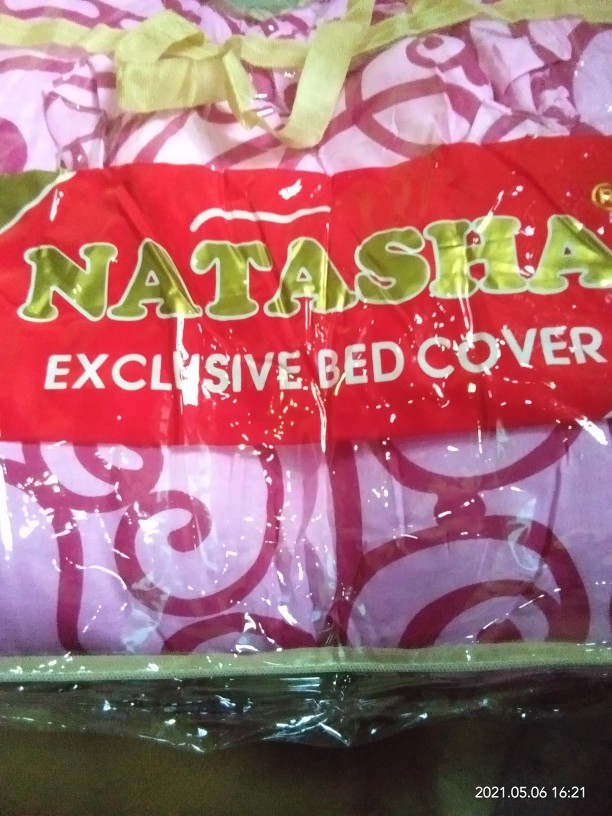 NATASHA
EXCLUSIVE BED COVER
2021.05.06 16:21